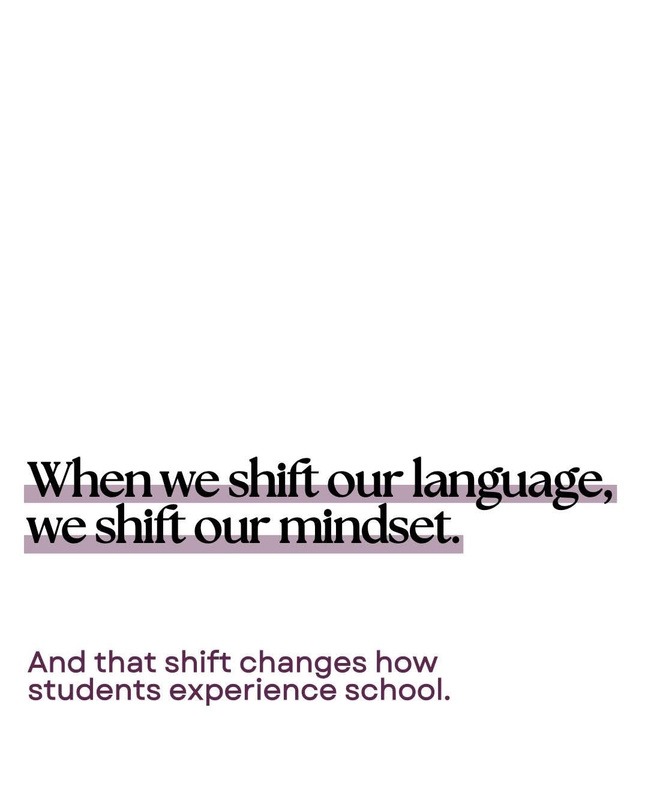 When we shift our language,
we shift our mindset.
And that shift changes how
students experience school.